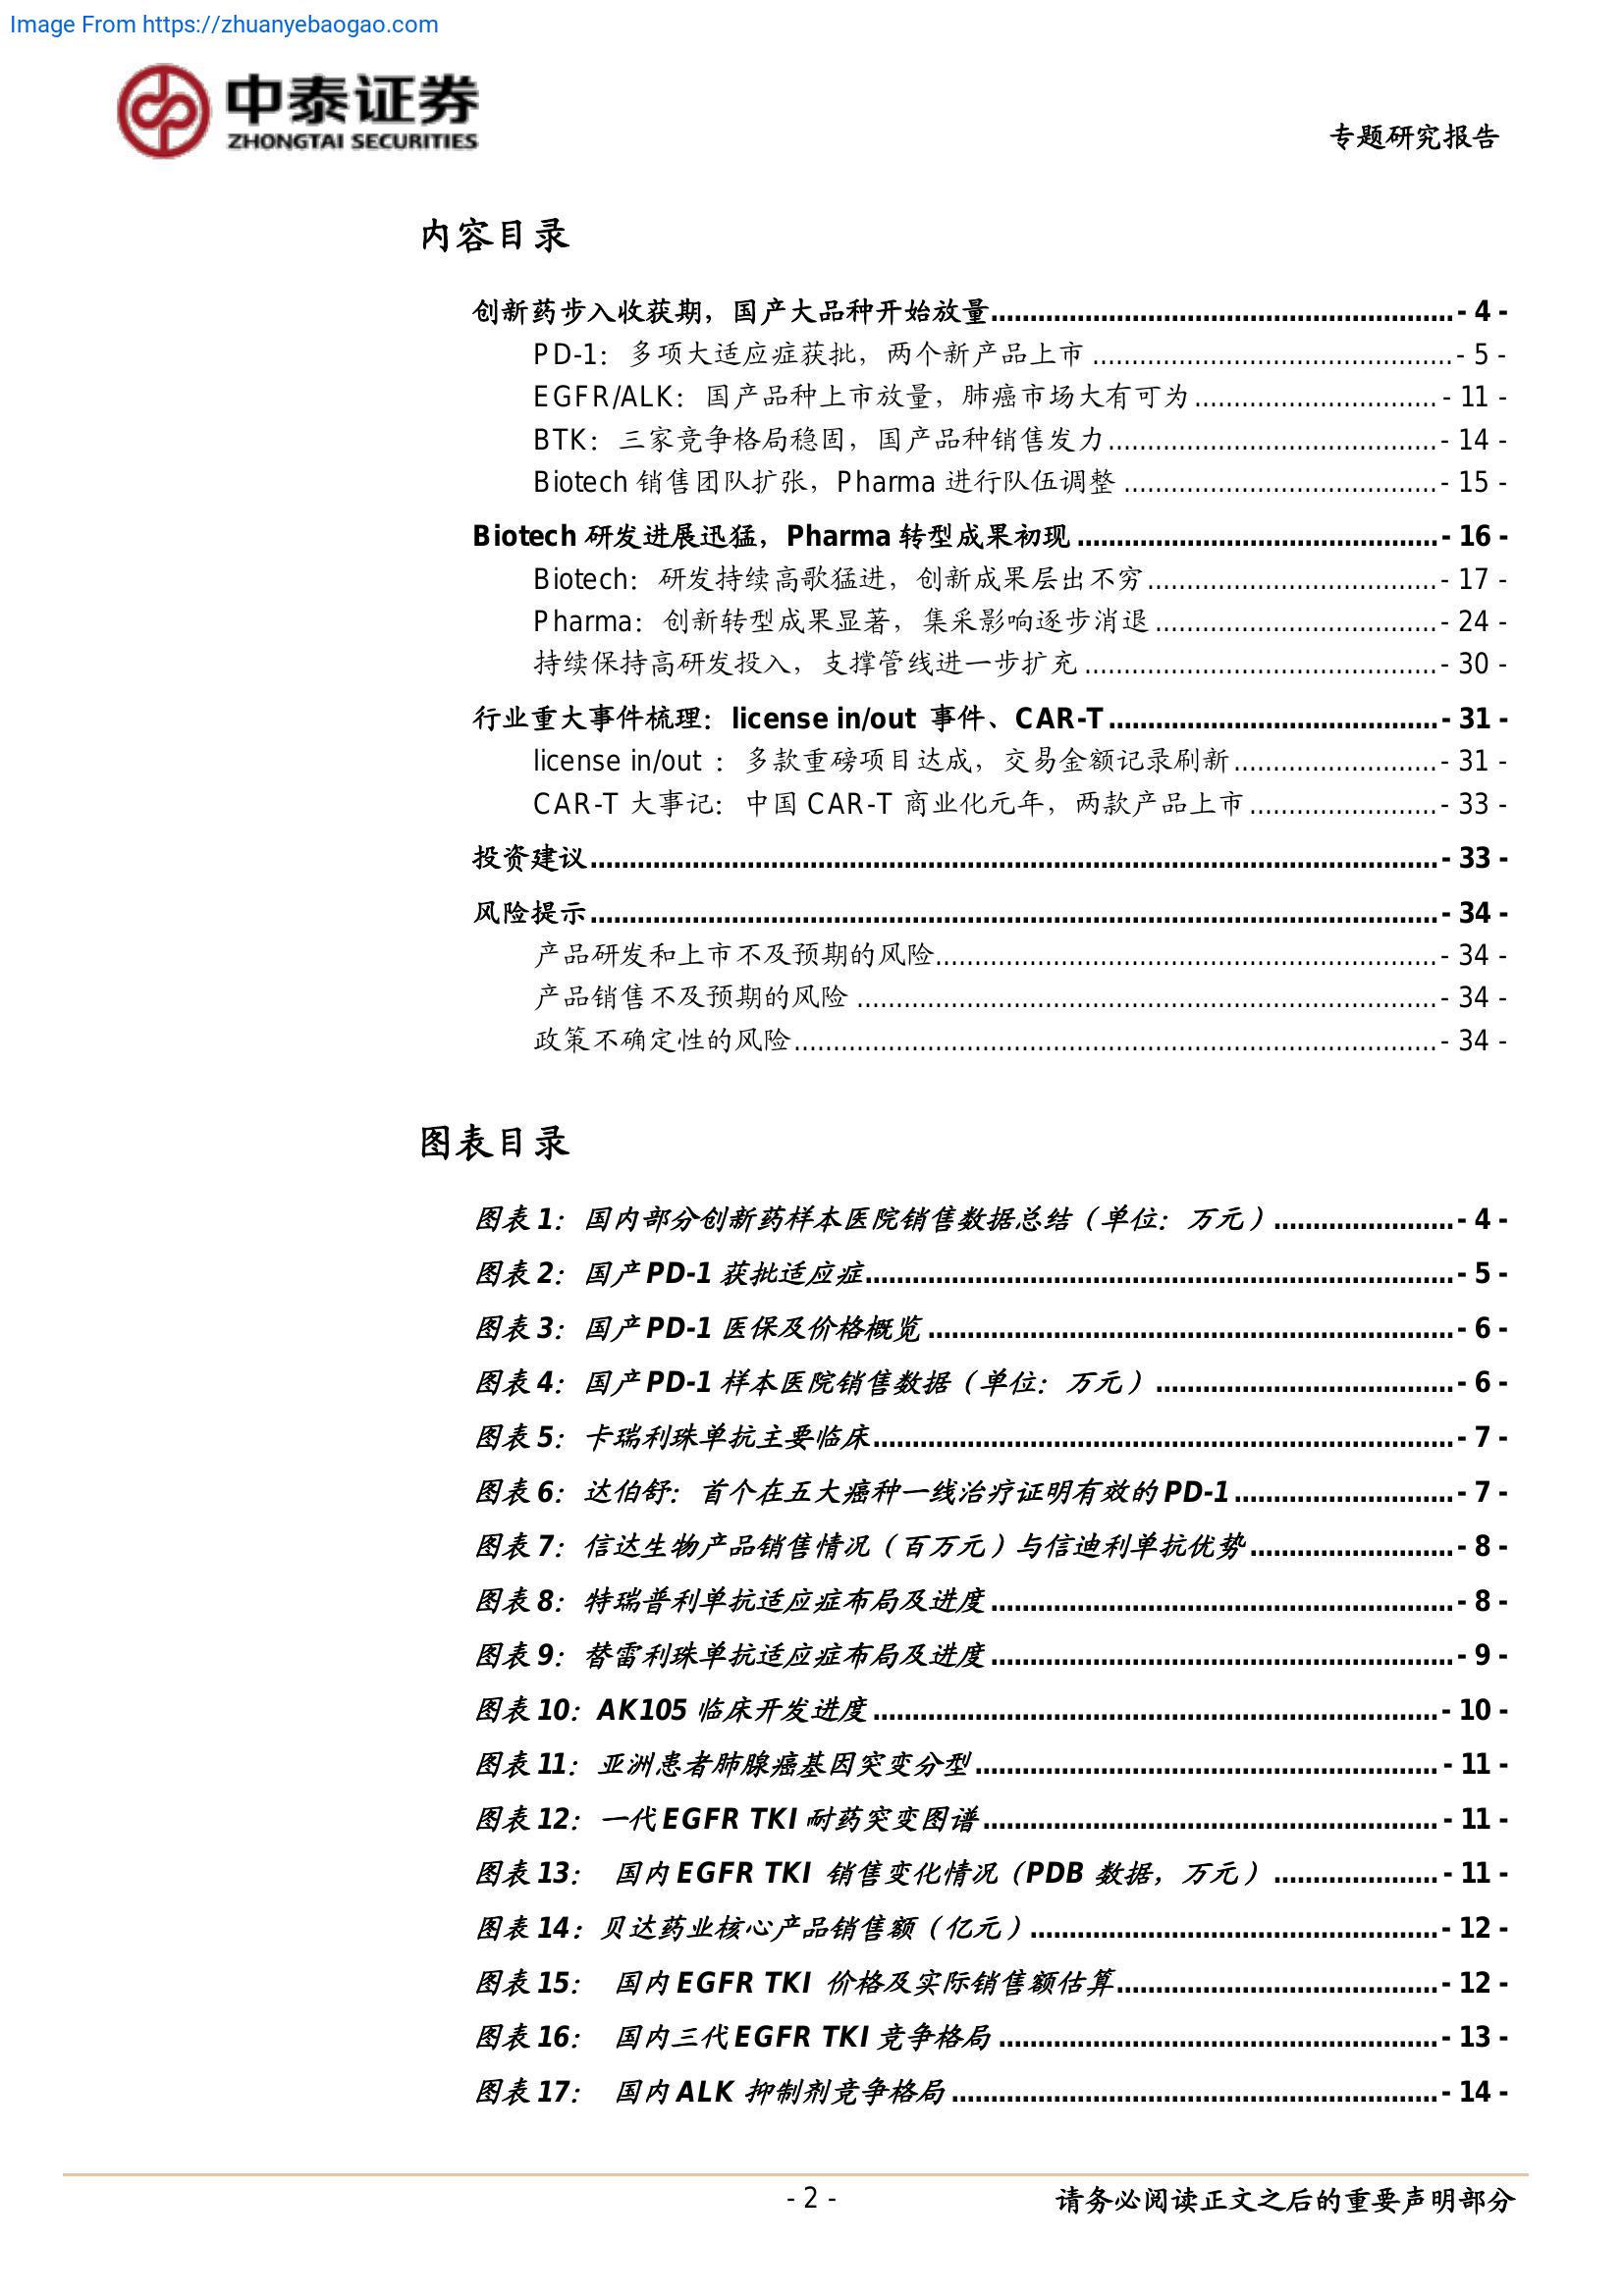 Image From https://zhuanyebaogao.com
中泰证券
ZHONGTAI SECURITIES
专题研究报告
内容目录
创新药步入收获期，国产大品种开始放量 - 4 -
PD-1：多项大适应症获批，两个新产品上市 - 5 -
EGFR/ALK：国产品种上市放量，肺癌市场大有可为 - 11 -
BTK：三家竞争格局稳固，国产品种销售发力 - 14 -
Biotech 销售团队扩张，Pharma 进行队伍调整 - 15 -
Biotech 研发进展迅猛，Pharma 转型成果初现 - 16 -
Biotech：研发持续高歌猛进，创新成果层出不穷 - 17 -
Pharma：创新转型成果显著，集采影响逐步消退 - 24 -
持续保持高研发投入，支撑管线进一步扩充 - 30 -
行业重大事件梳理：license in/out 事件、CAR-T - 31 -
license in/out ：多款重磅项目达成，交易金额记录刷新 - 31 -
CAR-T 大事记：中国 CAR-T 商业化元年，两款产品上市 - 33 -
投资建议 - 33 -
风险提示 - 34 -
产品研发和上市不及预期的风险 - 34 -
产品销售不及预期的风险 - 34 -
政策不确定性的风险 - 34 -
图表目录
图表 1：国内部分创新药样本医院销售数据总结（单位：万元） - 4 -
图表 2：国产 PD-1 获批适应症 - 5 -
图表 3：国产 PD-1 医保及价格概览 - 6 -
图表 4：国产 PD-1 样本医院销售数据（单位：万元） - 6 -
图表 5：卡瑞利珠单抗主要临床 - 7 -
图表 6：达伯舒：首个在五大癌种一线治疗证明有效的 PD-1 - 7 -
图表 7：信达生物产品销售情况（百万元）与信迪利单抗优势 - 8 -
图表 8：特瑞普利单抗适应症布局及进度 - 8 -
图表 9：替雷利珠单抗适应症布局及进度 - 9 -
图表 10：AK105 临床开发进度 - 10 -
图表 11：亚洲患者肺腺癌基因突变分型 - 11 -
图表 12：一代 EGFR TKI 耐药突变图谱 - 11 -
图表 13： 国内 EGFR TKI 销售变化情况（PDB 数据，万元） - 11 -
图表 14：贝达药业核心产品销售额（亿元） - 12 -
图表 15： 国内 EGFR TKI 价格及实际销售额估算 - 12 -
图表 16： 国内三代 EGFR TKI 竞争格局 - 13 -
图表 17： 国内 ALK 抑制剂竞争格局 - 14 -
- 2 -
请务必阅读正文之后的重要声明部分